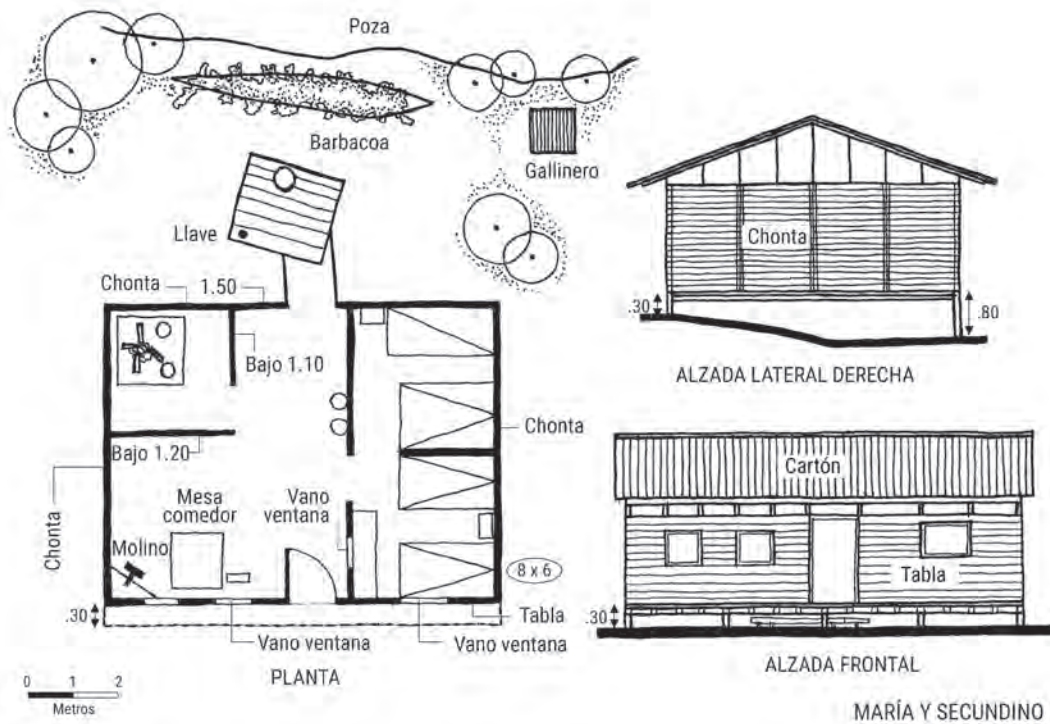 Poza
Barbacoa
Gallinero
Llave
Chonta
1.50
Bajo 1.10
Bajo 1.20
Chonta
Chonta
Mesa
comedor
Vano
ventana
Molino
8 x 6
.30
Tabla
Vano ventana
Vano ventana
PLANTA
0 1 2
Metros
Chonta
.30
.80
ALZADA LATERAL DERECHA
Cartón
Tabla
.30
ALZADA FRONTAL
MARÍA Y SECUNDINO